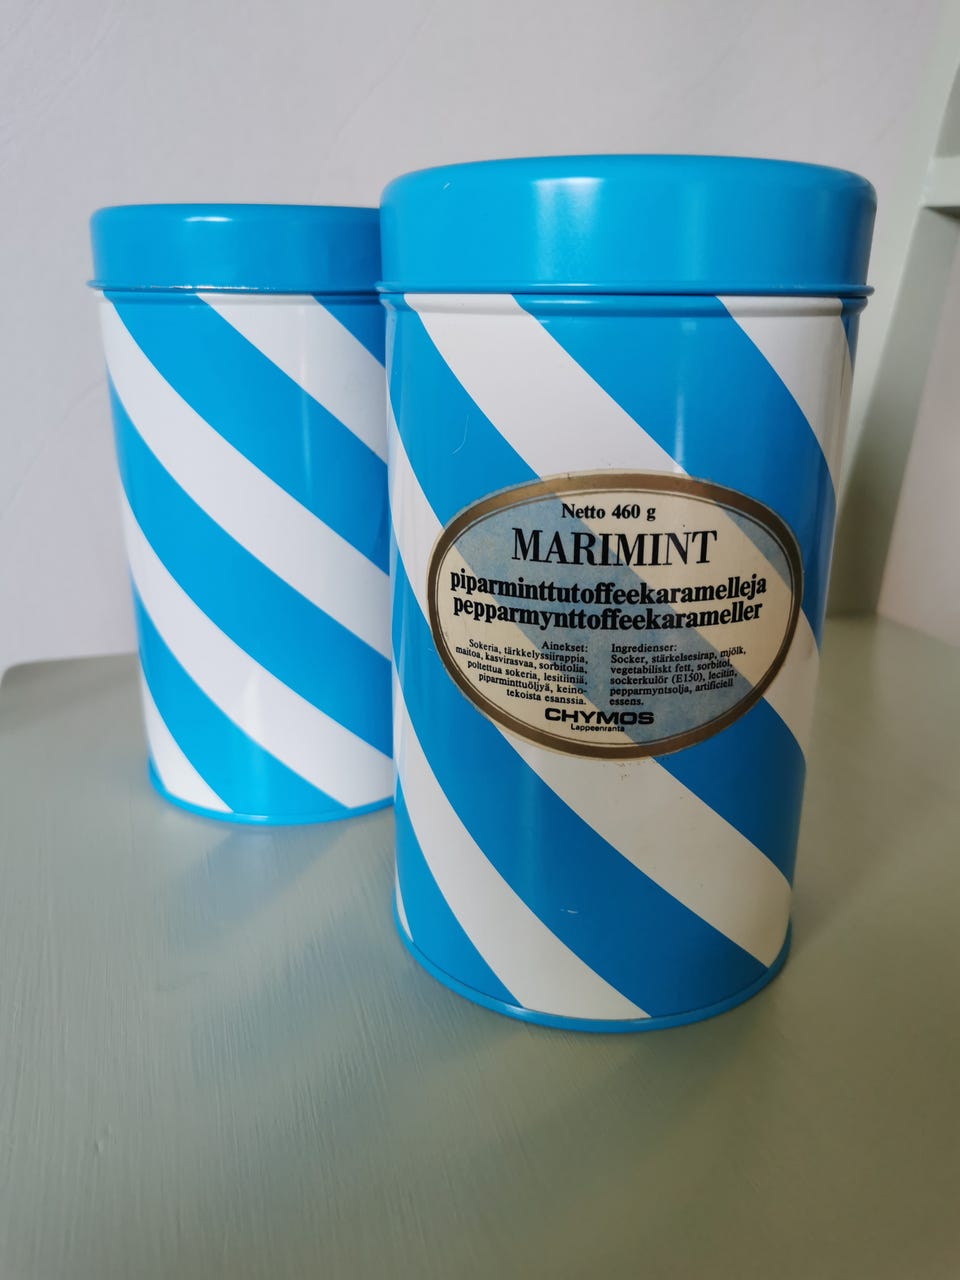 Netto 460 g
MARIMINT
piparminttutoffeekaramelleja
pepparmynttoffeekarameller
Ainekset:
Sokeria, tärkkelyssiirappia,
maitoa, kasvirasvaa, sorbitolia,
poltettua sokeria, lesitiiniä,
piparminttuöljyä, keino-
tekoista esanssia.
Ingredienser:
Socker, stärkelsesirap, mjölk,
vegetabiliskt fett, sorbitol,
sockerkulör (E150), lecitin,
pepparmyntsolja, artificiell
essens.
CHYMOS
Lappeenranta